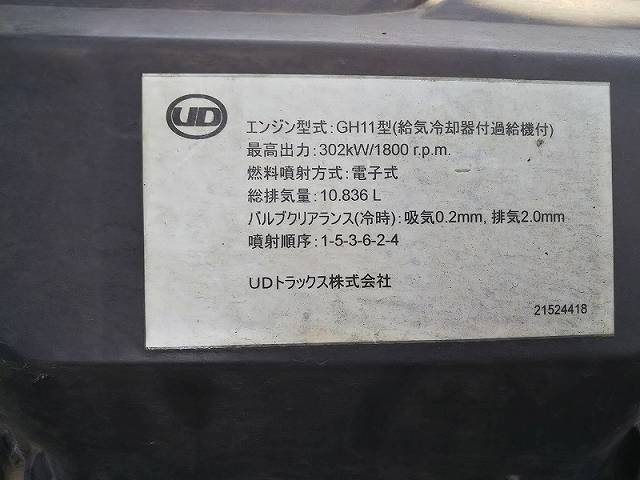 UD
エンジン型式:GH11型(給気冷却器付過給機付)
最高出力:302kW/1800 r.p.m.
燃料噴射方式:電子式
総排気量:10.836 L
バルブクリアランス(冷時):吸気0.2mm, 排気2.0mm
噴射順序:1-5-3-6-2-4
UDトラックス株式会社
21524418